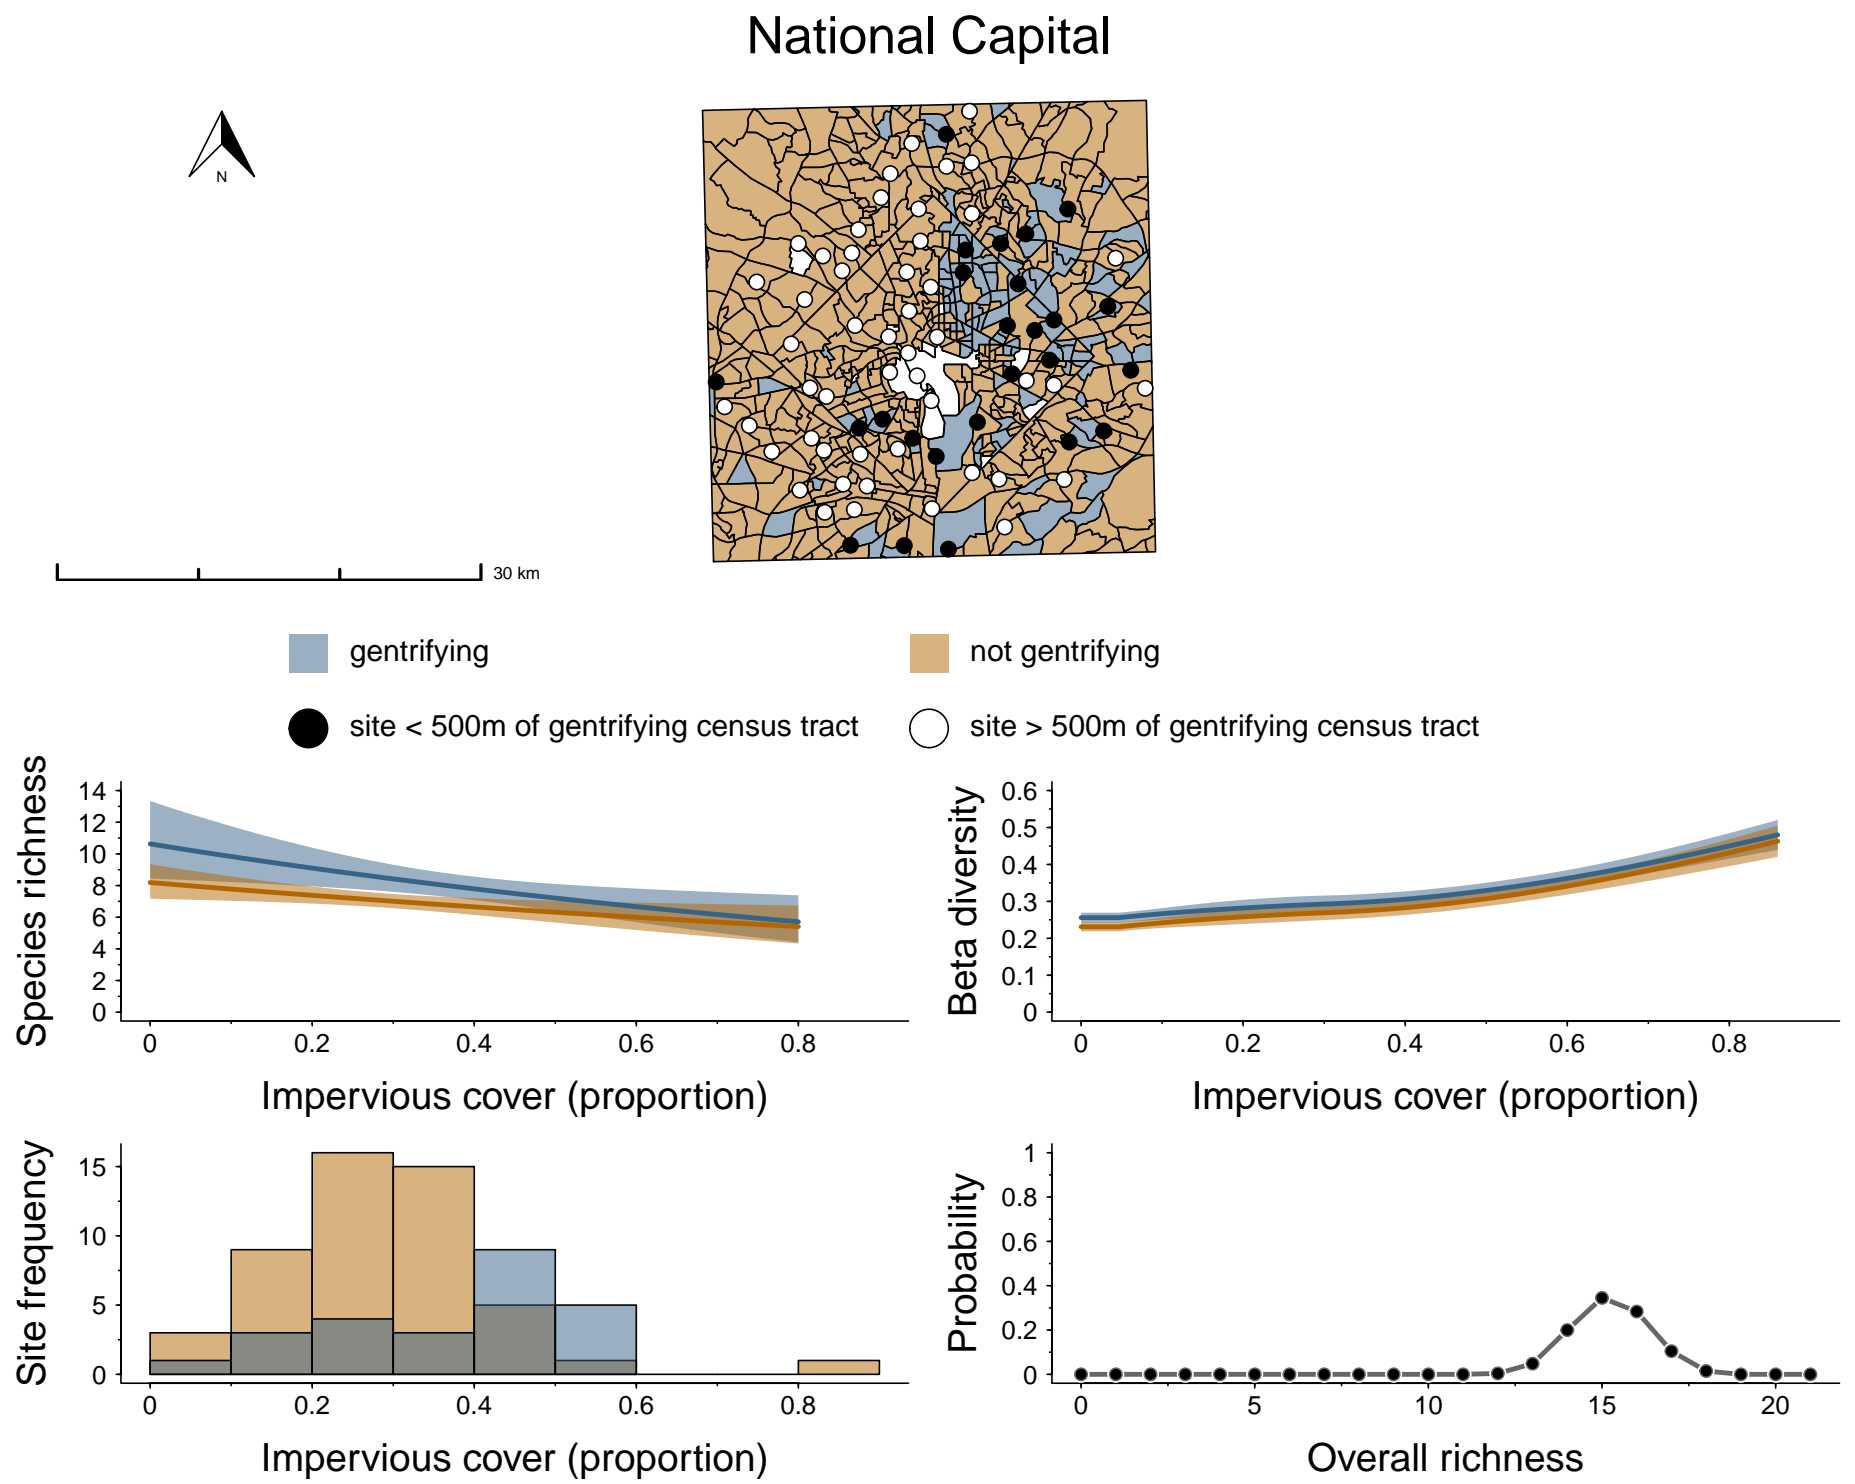 National Capital
N
30 km
gentrifying
not gentrifying
site < 500m of gentrifying census tract
site > 500m of gentrifying census tract
Species richness
14
12
10
8
6
4
2
0
0 0.2 0.4 0.6 0.8
Impervious cover (proportion)
Beta diversity
0.6
0.5
0.4
0.3
0.2
0.1
0
0 0.2 0.4 0.6 0.8
Impervious cover (proportion)
Site frequency
15
10
5
0
0 0.2 0.4 0.6 0.8
Impervious cover (proportion)
Probability
1
0.8
0.6
0.4
0.2
0
0 5 10 15 20
Overall richness